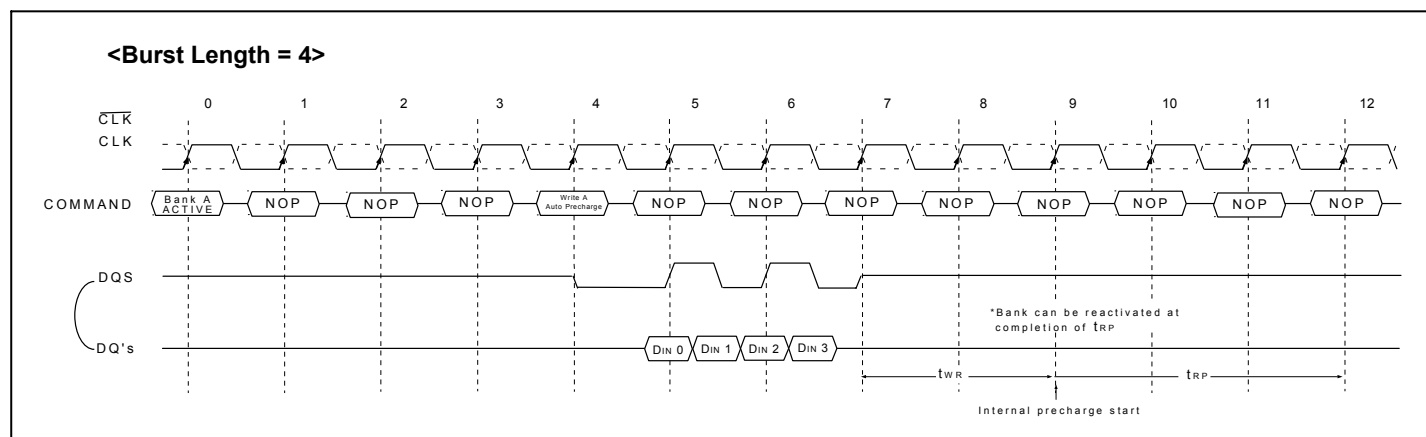 <Burst Length = 4>
0 1 2 3 4 5 6 7 8 9 10 11 12
CLK
CLK
COMMAND
Bank A
ACTIVE
NOP NOP NOP
Write A
Auto Precharge
NOP NOP NOP NOP NOP NOP NOP NOP
DQS
*Bank can be reactivated at
completion of tRP
DQ's
DIN 0 DIN 1 DIN 2 DIN 3
tWR
tRP
Internal precharge start